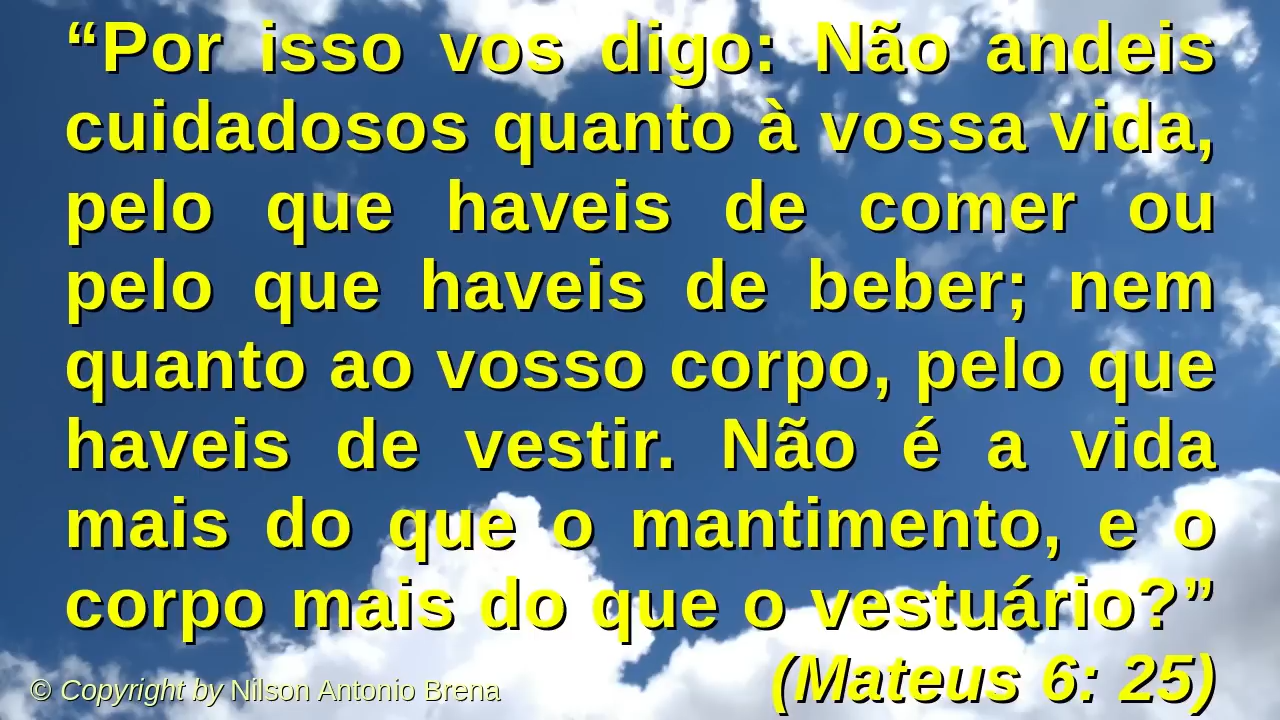 “Por isso vos digo: Não andeis
cuidadosos quanto à vossa vida,
pelo que haveis de comer ou
pelo que haveis de beber; nem
quanto ao vosso corpo, pelo que
haveis de vestir. Não é a vida
mais do que o mantimento, e o
corpo mais do que o vestuário?”
(Mateus 6: 25)
© Copyright by Nilson Antonio Brena